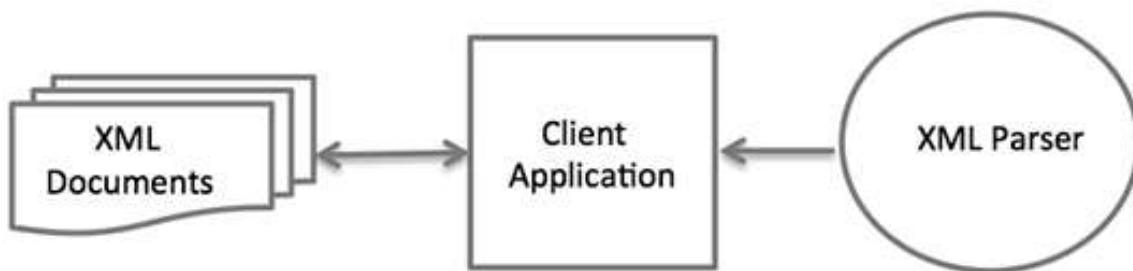 XML
Documents
Client
Application
XML Parser